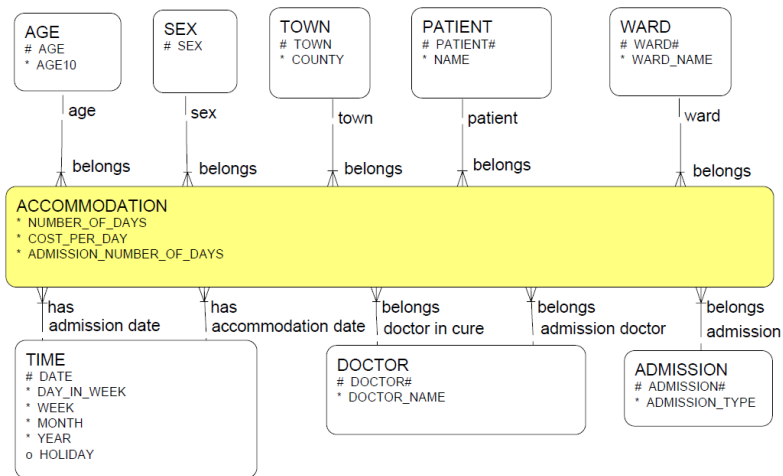 AGE
# AGE
* AGE10
SEX
# SEX
TOWN
# TOWN
* COUNTY
PATIENT
# PATIENT#
* NAME
WARD
# WARD#
* WARD_NAME
age
sex
town
patient
ward
belongs
belongs
belongs
belongs
belongs
ACCOMMODATION
* NUMBER_OF_DAYS
* COST_PER_DAY
* ADMISSION_NUMBER_OF_DAYS
has
admission date
has
accommodation date
belongs
doctor in cure
belongs
admission doctor
belongs
admission
TIME
# DATE
* DAY_IN_WEEK
* WEEK
* MONTH
* YEAR
o HOLIDAY
DOCTOR
# DOCTOR#
* DOCTOR_NAME
ADMISSION
# ADMISSION#
* ADMISSION_TYPE